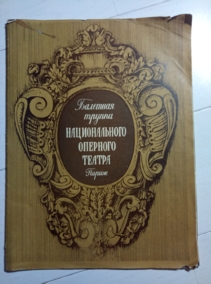 Балетная
труппа
НАЦИОНАЛЬНОГО
ОПЕРНОГО
ТЕАТРА
Париж